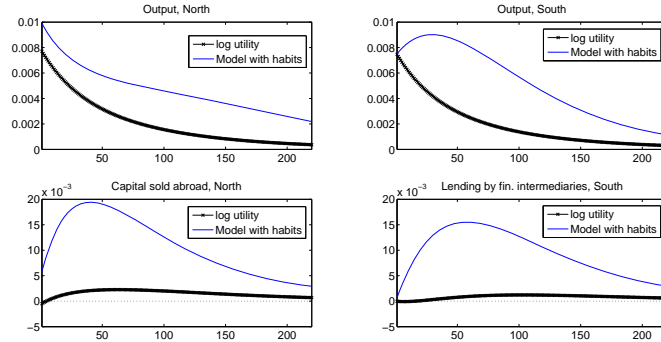 Output, North
0.01
0.008
0.006
0.004
0.002
0
50 100 150 200
log utility
Model with habits
Output, South
0.01
0.008
0.006
0.004
0.002
0
50 100 150 200
log utility
Model with habits
Capital sold abroad, North
x 10⁻³
20
15
10
5
0
−5
50 100 150 200
log utility
Model with habits
Lending by fin. intermediaries, South
x 10⁻³
20
15
10
5
0
−5
50 100 150 200
log utility
Model with habits